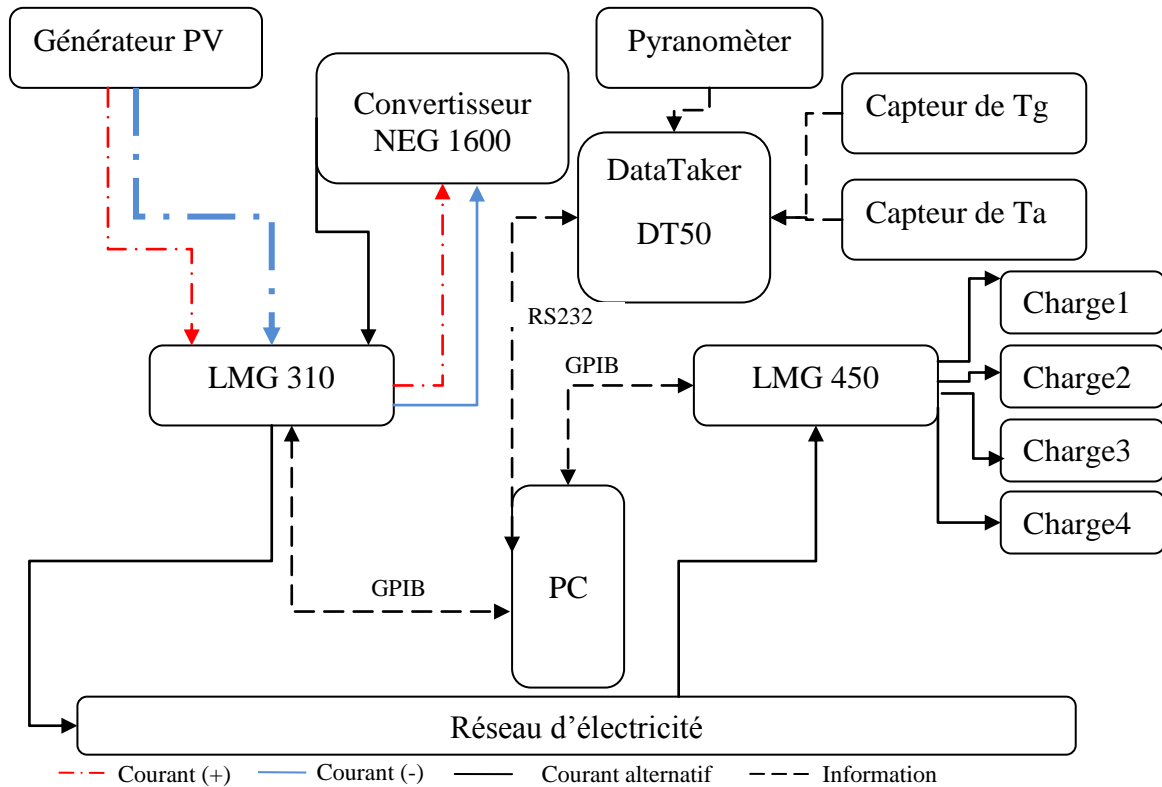 Générateur PV
Pyranomèter
Convertisseur
NEG 1600
Capteur de Tg
DataTaker
DT50
Capteur de Ta
Charge1
RS232
LMG 310
GPIB
LMG 450
Charge2
Charge3
Charge4
GPIB
PC
Réseau d’électricité
Courant (+)
Courant (-)
Courant alternatif
Information